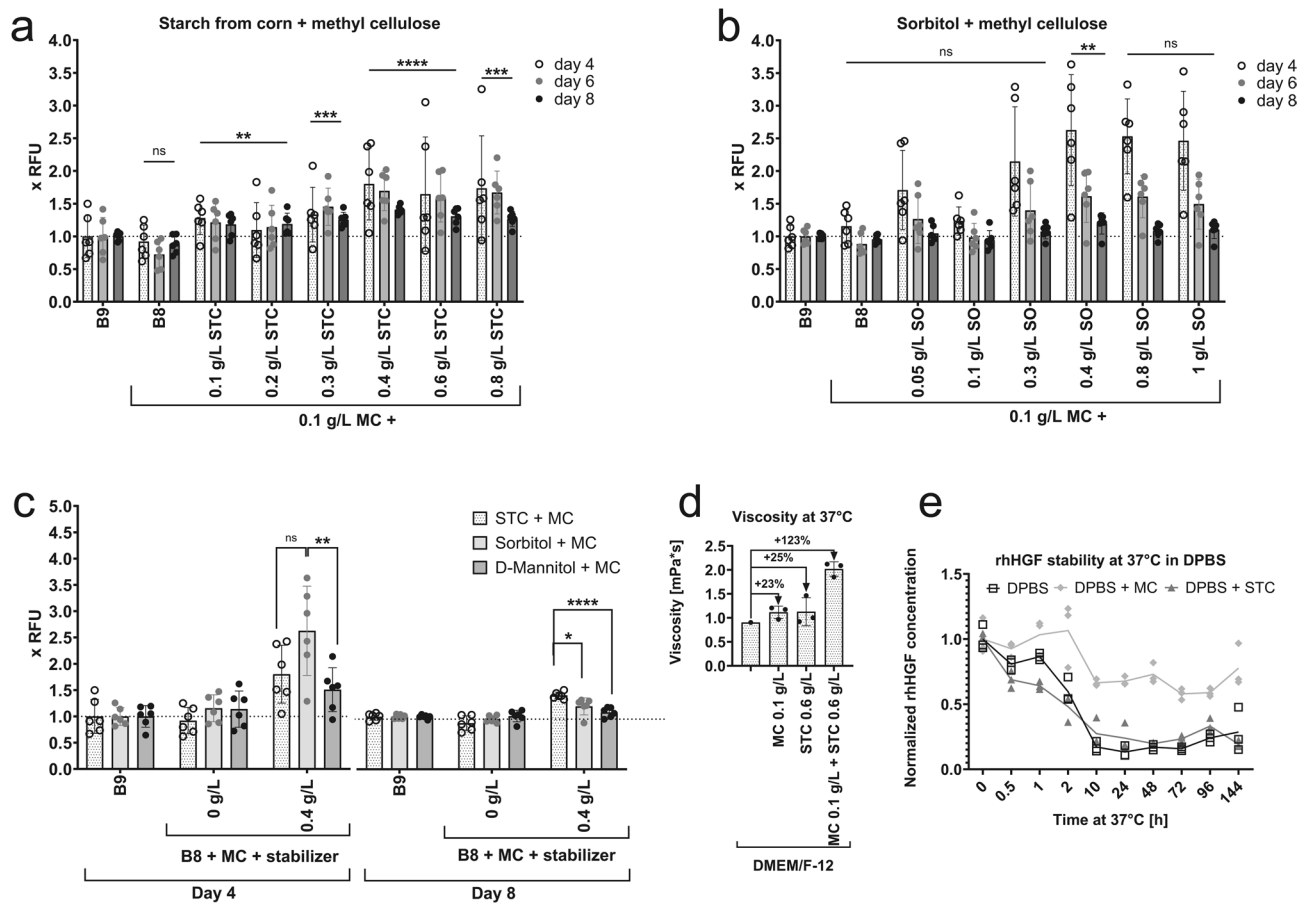 a
Starch from corn + methyl cellulose
4.0
3.5
3.0
2.5
2.0
1.5
1.0
0.5
0.0
x RFU
ns
**
***
****
***
day 4
day 6
day 8
B9
B8
0.1 g/L STC
0.2 g/L STC
0.3 g/L STC
0.4 g/L STC
0.6 g/L STC
0.8 g/L STC
0.1 g/L MC +
b
Sorbitol + methyl cellulose
4.0
3.5
3.0
2.5
2.0
1.5
1.0
0.5
0.0
x RFU
ns
**
ns
day 4
day 6
day 8
B9
B8
0.05 g/L SO
0.1 g/L SO
0.3 g/L SO
0.4 g/L SO
0.8 g/L SO
1 g/L SO
0.1 g/L MC +
c
5.0
4.5
4.0
3.5
3.0
2.5
2.0
1.5
1.0
0.5
0.0
x RFU
ns
**
*
****
STC + MC
Sorbitol + MC
D-Mannitol + MC
B9
0 g/L
0.4 g/L
B9
0 g/L
0.4 g/L
B8 + MC + stabilizer
B8 + MC + stabilizer
Day 4
Day 8
d
Viscosity at 37°C
+123%
+25%
+23%
2.5
2.0
1.5
1.0
0.5
0.0
Viscosity [mPa*s]
MC 0.1 g/L
STC 0.6 g/L
MC 0.1 g/L + STC 0.6 g/L
DMEM/F-12
e
rhHGF stability at 37°C in DPBS
DPBS
DPBS + MC
DPBS + STC
1.5
1.0
0.5
0.0
Normalized rhHGF concentration
0
0.5
1
2
10
24
48
72
96
144
Time at 37°C [h]